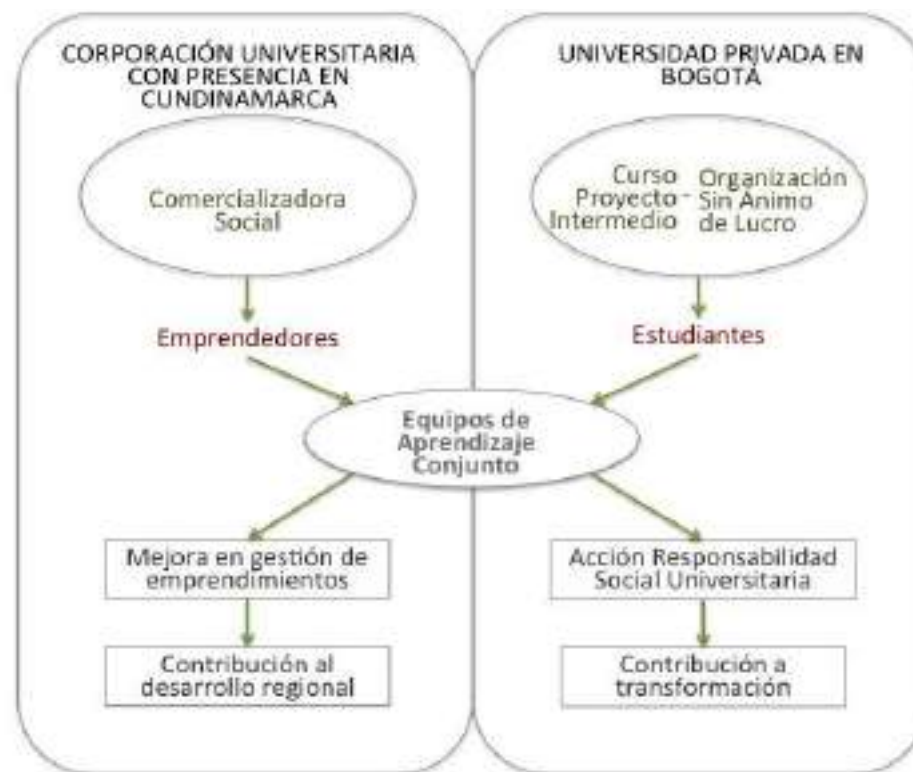 CORPORACIÓN UNIVERSITARIA
CON PRESENCIA EN
CUNDINAMARCA
Comercializadora
Social
Emprendedores
UNIVERSIDAD PRIVADA EN
BOGOTÁ
Curso
Proyecto -
Intermedio
Organización
Sin Animo
de Lucro
Estudiantes
Equipos de
Aprendizaje
Conjunto
Mejora en gestión de
emprendimientos
Contribución al
desarrollo regional
Acción Responsabilidad
Social Universitaria
Contribución a
transformación